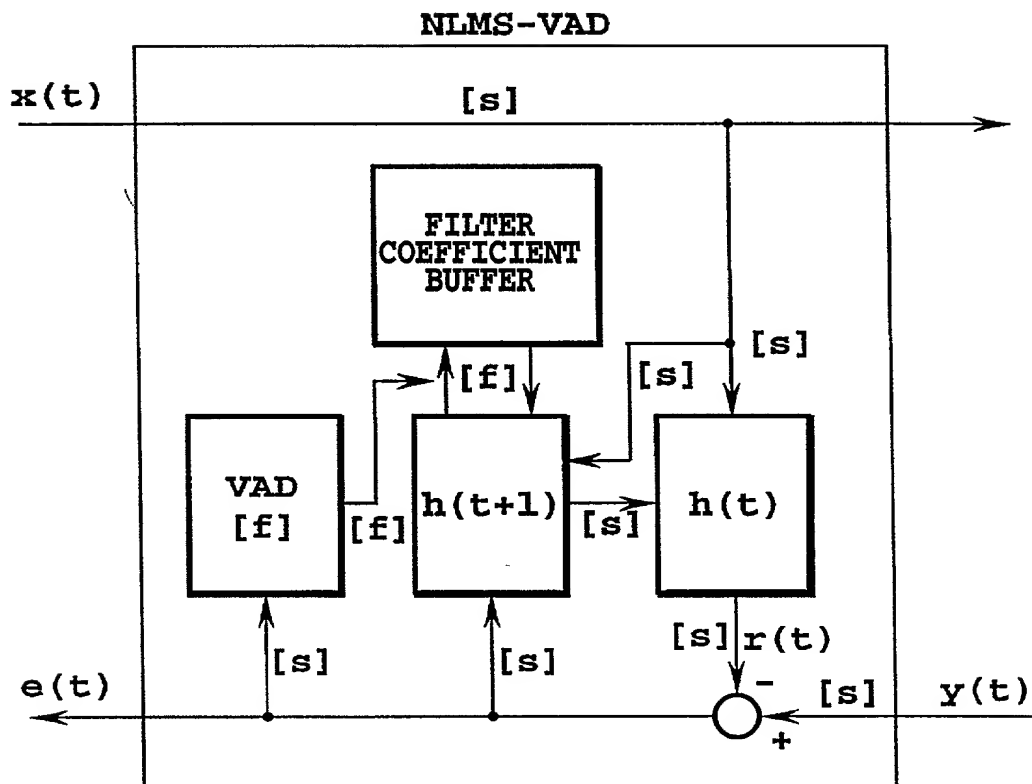 NLMS-VAD
x(t)
[s]
FILTER
COEFFICIENT
BUFFER
[s]
[s]
[f]
VAD
[f]
[f]
h(t+1)
[s]
h(t)
[s]
[s]
[s] r(t)
e(t)
-
[s]
y(t)
+